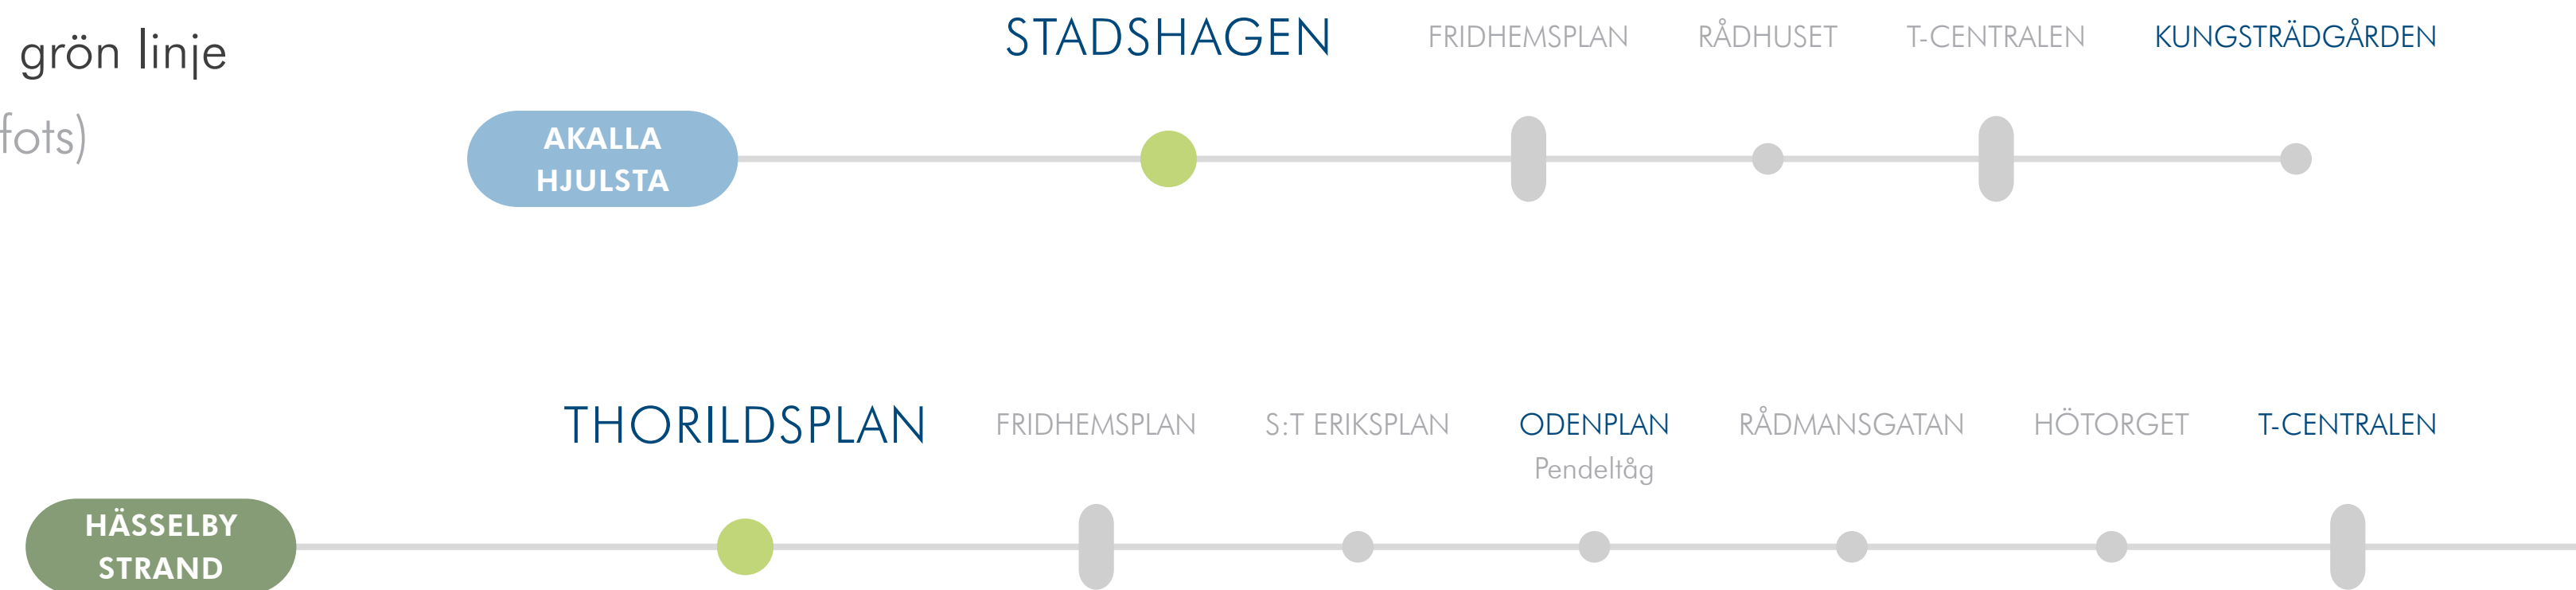 grön linje
fots)
STADSHAGEN FRIDHEMSPLAN RÅDHUSET T-CENTRALEN KUNGSTRÄDGÅRDEN
AKALLA
HJULSTA
THORILDSPLAN FRIDHEMSPLAN S:T ERIKSPLAN ODENPLAN RÅDMANSGATAN HÖTORGET T-CENTRALEN
Pendeltåg
HÄSSELBY
STRAND